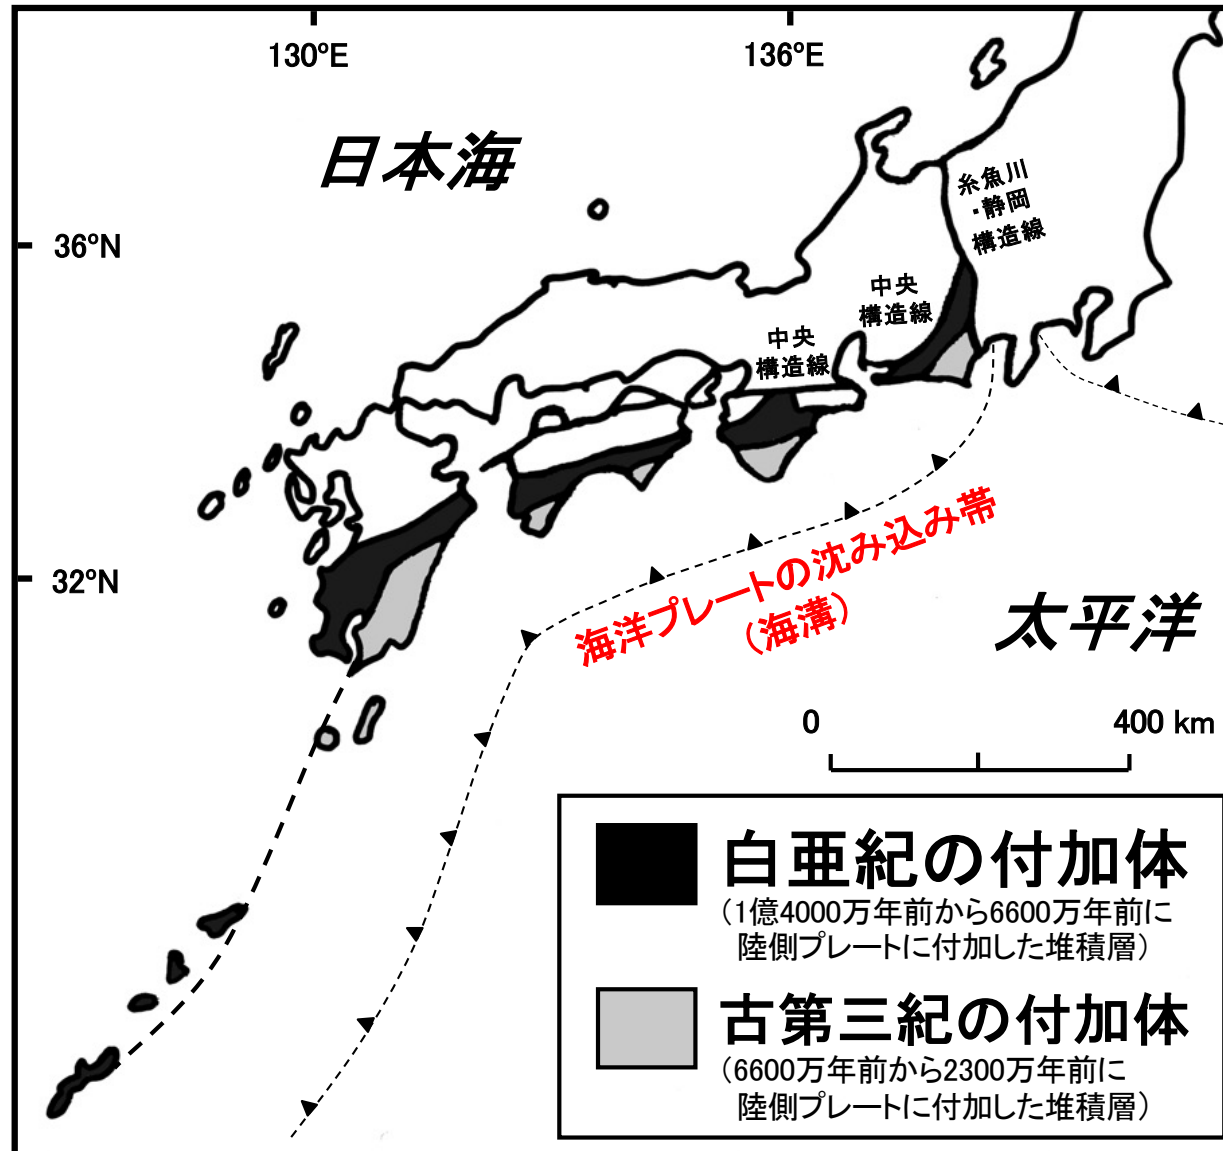 130°E
136°E
日本海
糸魚川
・静岡
構造線
36°N
中央
構造線
中央
構造線
32°N
海洋プレートの沈み込み帯
（海溝）
太平洋
0
400 km
白亜紀の付加体
（1億4000万年前から6600万年前に
陸側プレートに付加した堆積層）
古第三紀の付加体
（6600万年前から2300万年前に
陸側プレートに付加した堆積層）